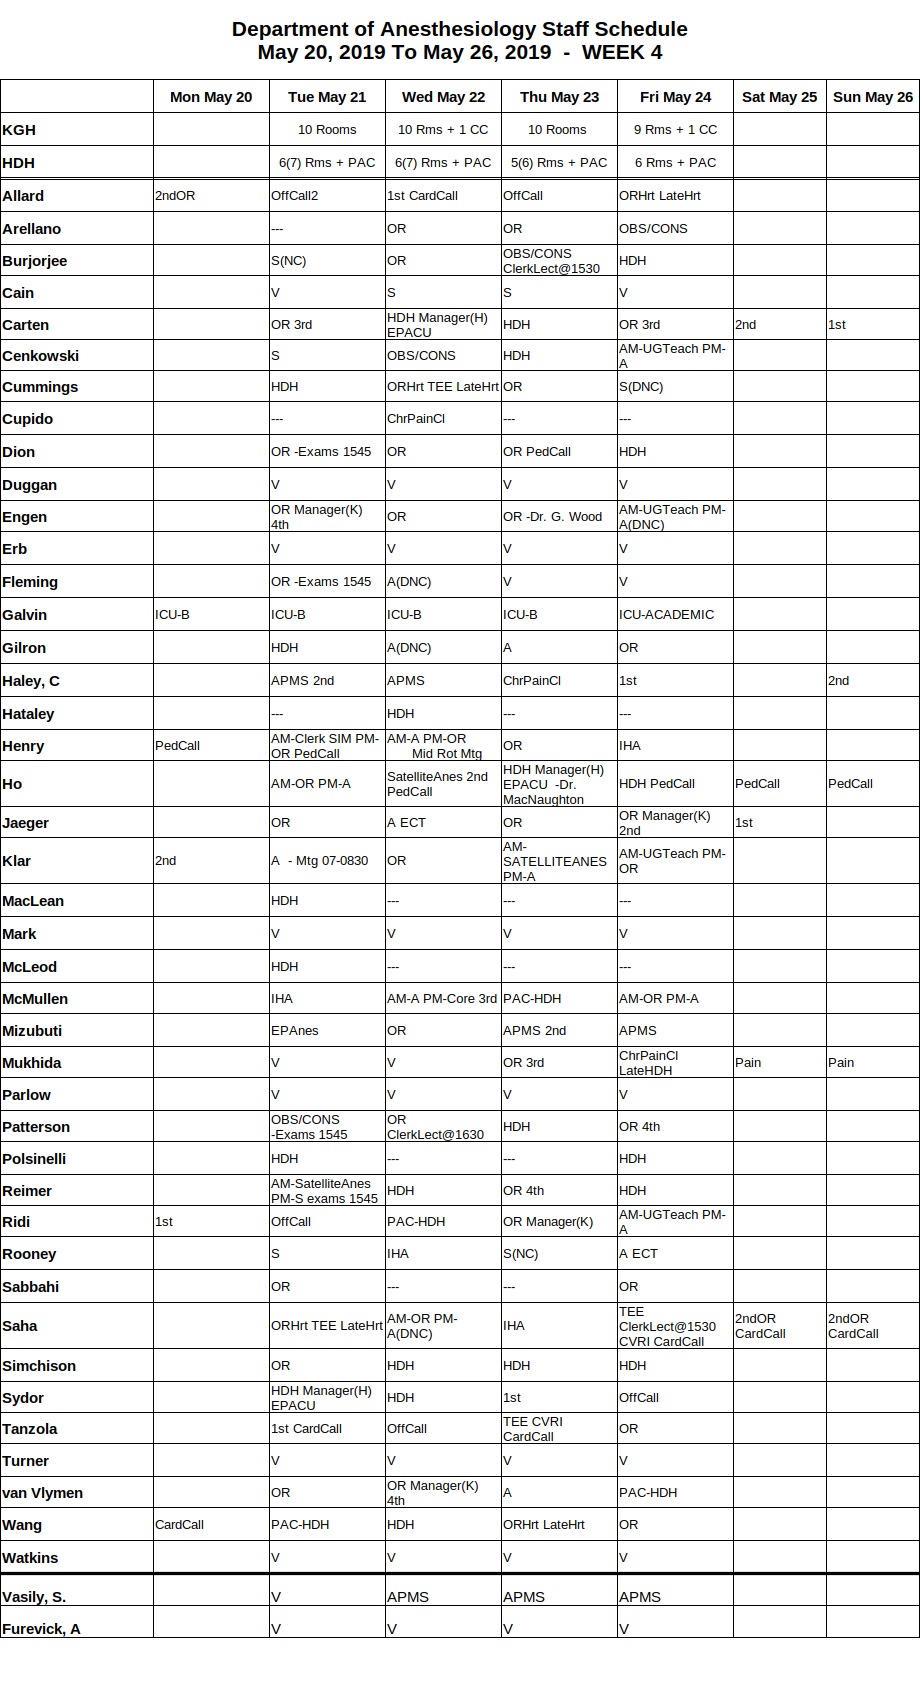 Department of Anesthesiology Staff Schedule
May 20, 2019 To May 26, 2019 - WEEK 4
Mon May 20 Tue May 21 Wed May 22 Thu May 23 Fri May 24 Sat May 25 Sun May 26
KGH 10 Rooms 10 Rms + 1 CC 10 Rooms 9 Rms + 1 CC
HDH 6(7) Rms + PAC 6(7) Rms + PAC 5(6) Rms + PAC 6 Rms + PAC
Allard 2ndOR OffCall2 1st CardCall OffCall ORHrt LateHrt
Arellano --- OR OR OBS/CONS
Burjorjee S(NC) OR OBS/CONS HDH
ClerkLect@1530
Cain V S S V
Carten OR 3rd HDH Manager(H) HDH OR 3rd 2nd 1st
EPACU
Cenkowski S OBS/CONS HDH AM-UGTeach PM-
A
Cummings HDH ORHrt TEE LateHrt OR S(DNC)
Cupido --- ChrPainCl --- ---
Dion OR -Exams 1545 OR OR PedCall HDH
Duggan V V V V
Engen OR Manager(K) OR OR -Dr. G. Wood AM-UGTeach PM-
4th A(DNC)
Erb V V V V
Fleming OR -Exams 1545 A(DNC) V V
Galvin ICU-B ICU-B ICU-B ICU-B ICU-ACADEMIC
Gilron HDH A(DNC) A OR
Haley, C APMS 2nd APMS ChrPainCl 1st 2nd
Hataley --- HDH --- ---
Henry PedCall AM-Clerk SIM PM- AM-A PM-OR OR IHA
OR PedCall Mid Rot Mtg
Ho AM-OR PM-A SatelliteAnes 2nd HDH Manager(H) HDH PedCall PedCall PedCall
PedCall EPACU -Dr.
MacNaughton
Jaeger OR A ECT OR OR Manager(K) 1st
2nd
Klar 2nd A - Mtg 07-0830 OR AM- AM-UGTeach PM-
SATELLITEANES OR
PM-A
MacLean HDH --- --- ---
Mark V V V V
McLeod HDH --- --- ---
McMullen IHA AM-A PM-Core 3rd PAC-HDH AM-OR PM-A
Mizubuti EPAnes OR APMS 2nd APMS
Mukhida V V OR 3rd ChrPainCl Pain Pain
LateHDH
Parlow V V V V
Patterson OBS/CONS OR HDH OR 4th
-Exams 1545 ClerkLect@1630
Polsinelli HDH --- --- HDH
Reimer AM-SatelliteAnes HDH OR 4th HDH
PM-S exams 1545
Ridi 1st OffCall PAC-HDH OR Manager(K) AM-UGTeach PM-
A
Rooney S IHA S(NC) A ECT
Sabbahi OR --- --- OR
Saha ORHrt TEE LateHrt AM-OR PM- IHA TEE 2ndOR 2ndOR
A(DNC) ClerkLect@1530 CardCall CardCall
CVRI CardCall
Simchison OR HDH HDH HDH
Sydor HDH Manager(H) HDH 1st OffCall
EPACU
Tanzola 1st CardCall OffCall TEE CVRI OR
CardCall
Turner V V V V
van Vlymen OR OR Manager(K) A PAC-HDH
4th
Wang CardCall PAC-HDH HDH ORHrt LateHrt OR
Watkins V V V V
Vasily, S. V APMS APMS APMS
Furevick, A V V V V